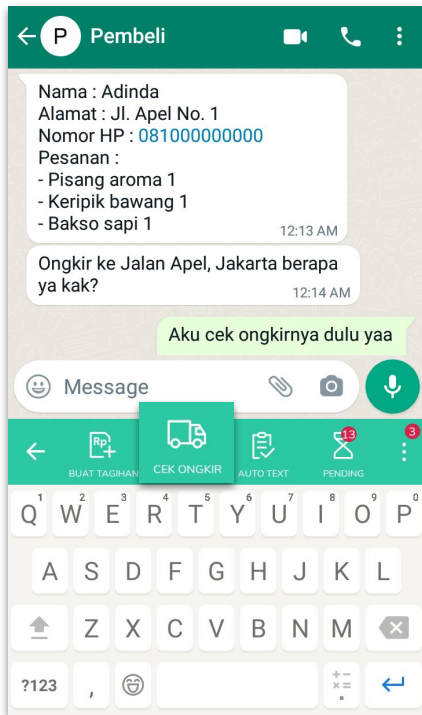 P Pembeli
Nama : Adinda
Alamat : Jl. Apel No. 1
Nomor HP : 081000000000
Pesanan :
- Pisang aroma 1
- Keripik bawang 1
- Bakso sapi 1
12:13 AM
Ongkir ke Jalan Apel, Jakarta berapa
ya kak?
12:14 AM
Aku cek ongkirnya dulu yaa
Message
Rp 13 3
BUAT TAGIHAN CEK ONGKIR AUTO TEXT PENDING
1 2 3 4 5 6 7 8 9 0
Q W E R T Y U I O P
A S D F G H J K L
Z X C V B N M
?123 , + - × = .